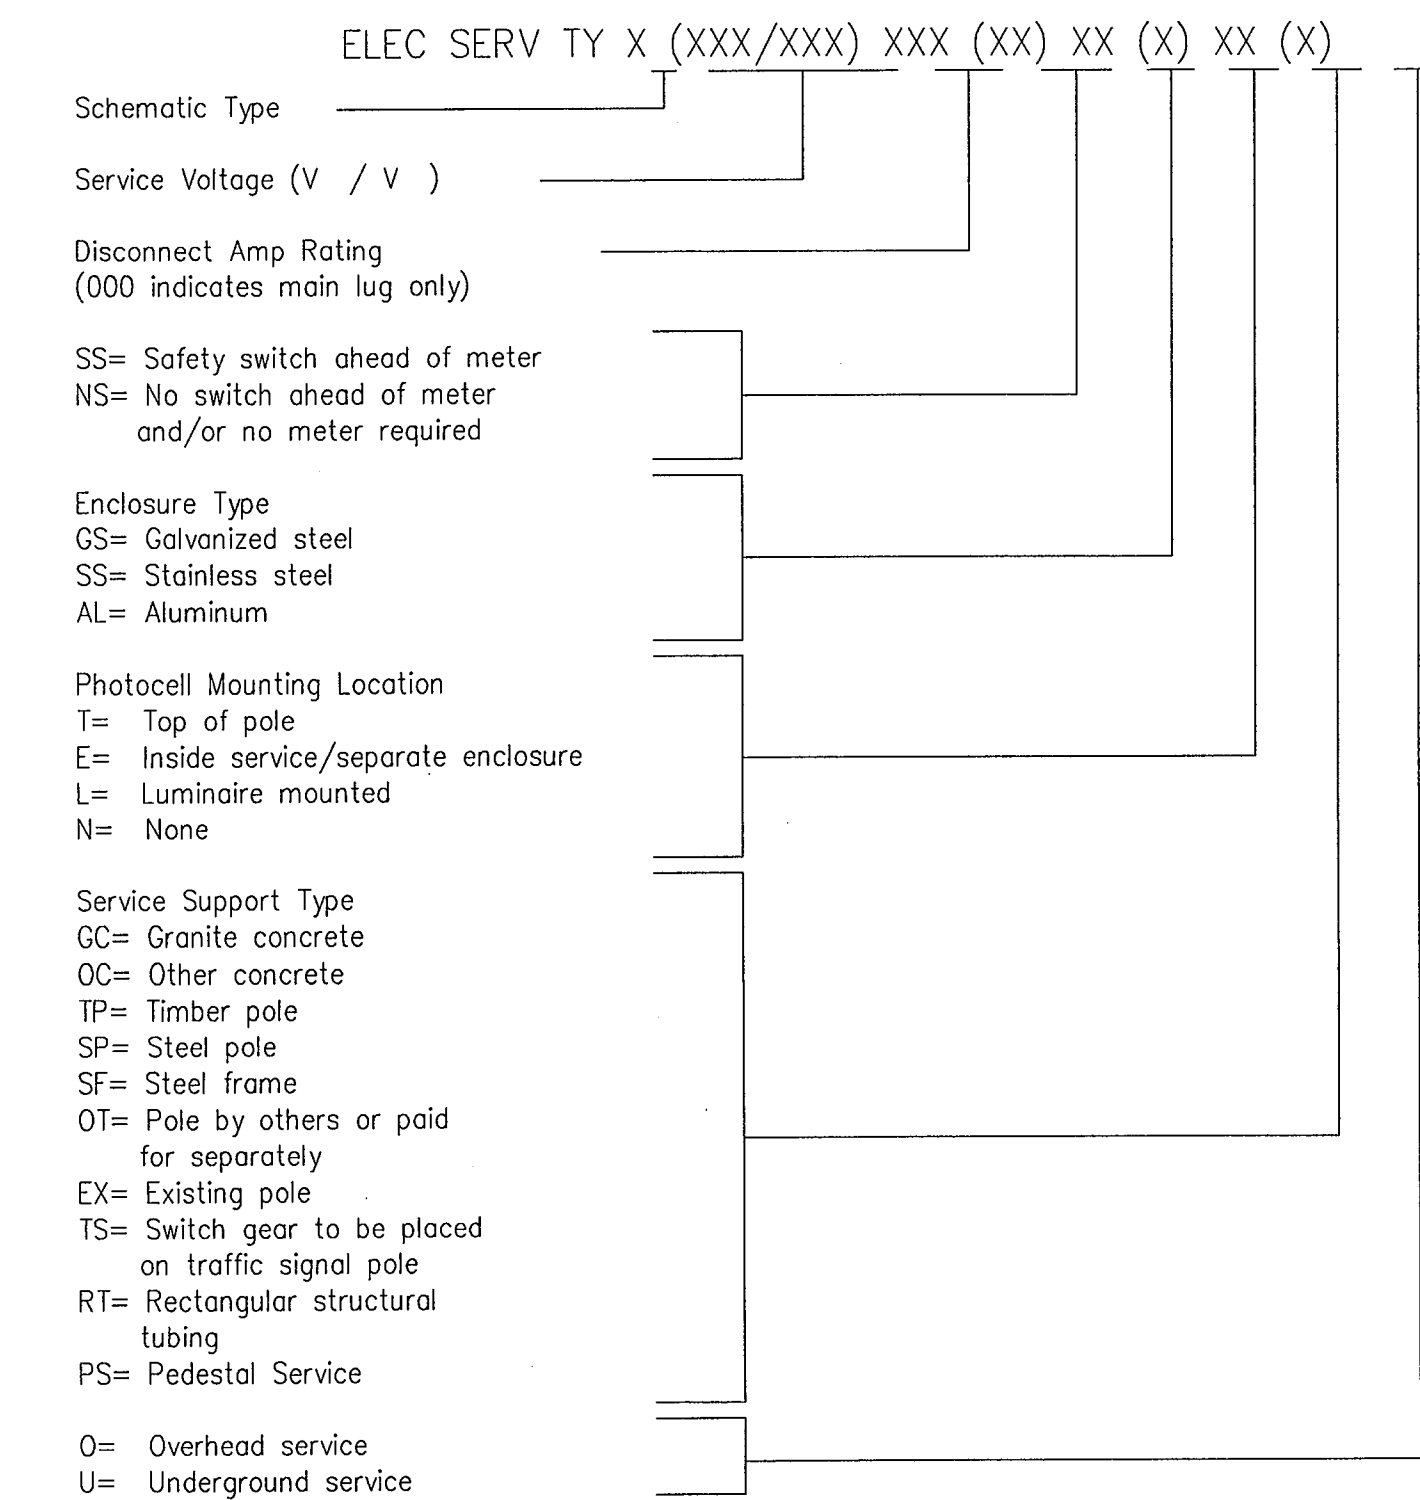 ELEC SERV TY X (XXX/XXX) XXX (XX) XX (X) XX (X)
Schematic Type
Service Voltage (V / V )
Disconnect Amp Rating
(000 indicates main lug only)
SS= Safety switch ahead of meter
NS= No switch ahead of meter
and/or no meter required
Enclosure Type
GS= Galvanized steel
SS= Stainless steel
AL= Aluminum
Photocell Mounting Location
T= Top of pole
E= Inside service/separate enclosure
L= Luminaire mounted
N= None
Service Support Type
GC= Granite concrete
OC= Other concrete
TP= Timber pole
SP= Steel pole
SF= Steel frame
OT= Pole by others or paid
for separately
EX= Existing pole
TS= Switch gear to be placed
on traffic signal pole
RT= Rectangular structural
tubing
PS= Pedestal Service
O= Overhead service
U= Underground service